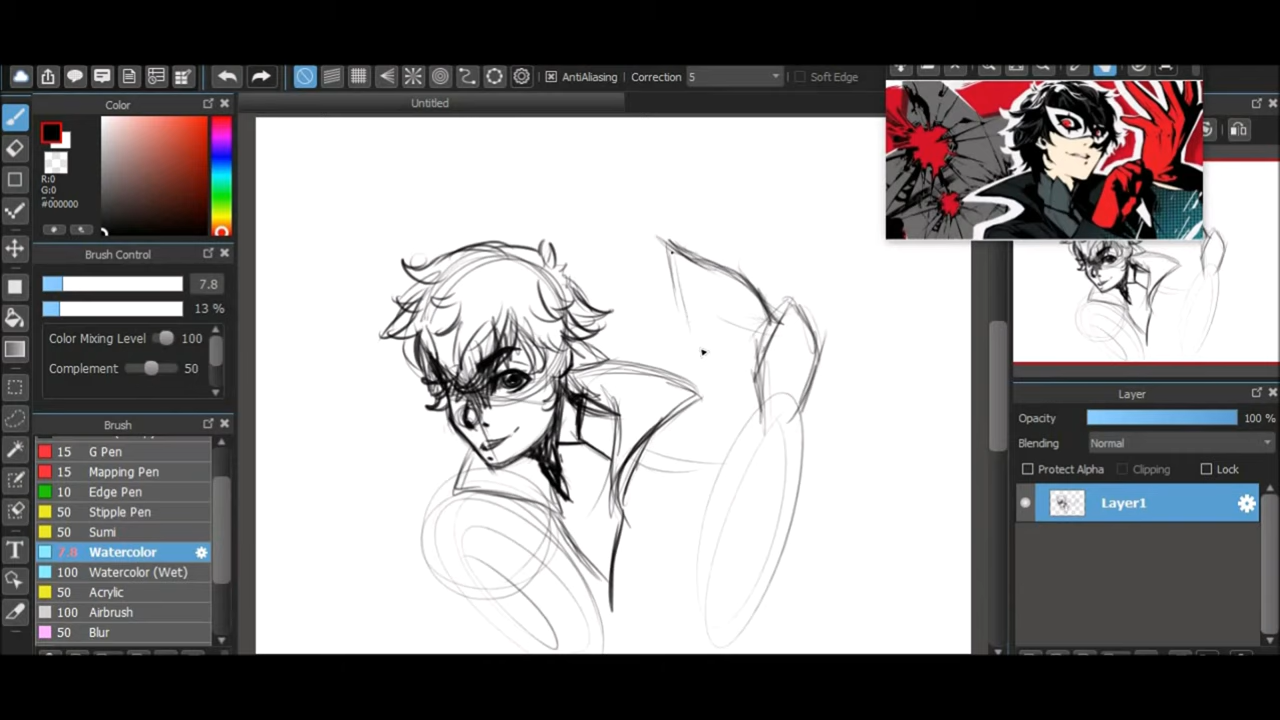 AntiAliasing Correction 5 Soft Edge
Color
Untitled
R:0
G:0
#000000
Brush Control
7.8
13 %
Color Mixing Level 100
Complement 50
Brush
15 G Pen
15 Mapping Pen
10 Edge Pen
50 Stipple Pen
50 Sumi
7.8 Watercolor
100 Watercolor (Wet)
50 Acrylic
100 Airbrush
50 Blur
Layer
Opacity 100 %
Blending Normal
Protect Alpha Clipping Lock
Layer1